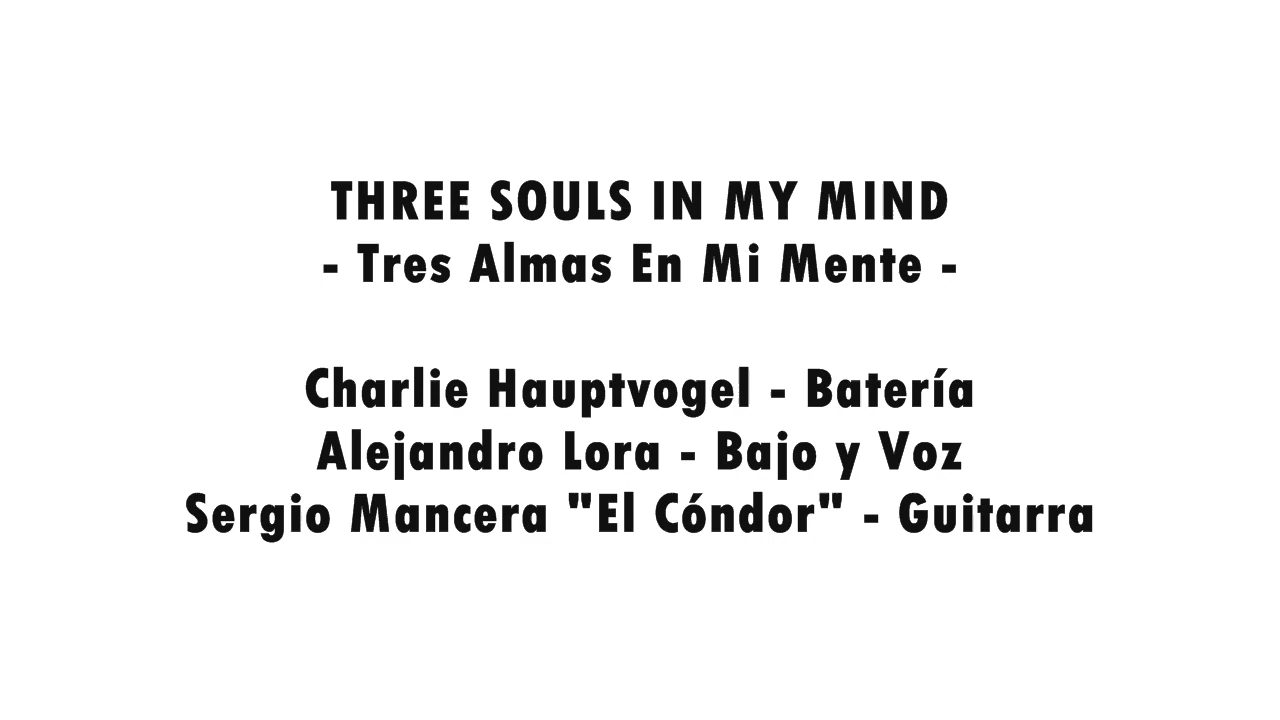 THREE SOULS IN MY MIND
- Tres Almas En Mi Mente -
Charlie Hauptvogel - Batería
Alejandro Lora - Bajo y Voz
Sergio Mancera "El Cóndor" - Guitarra